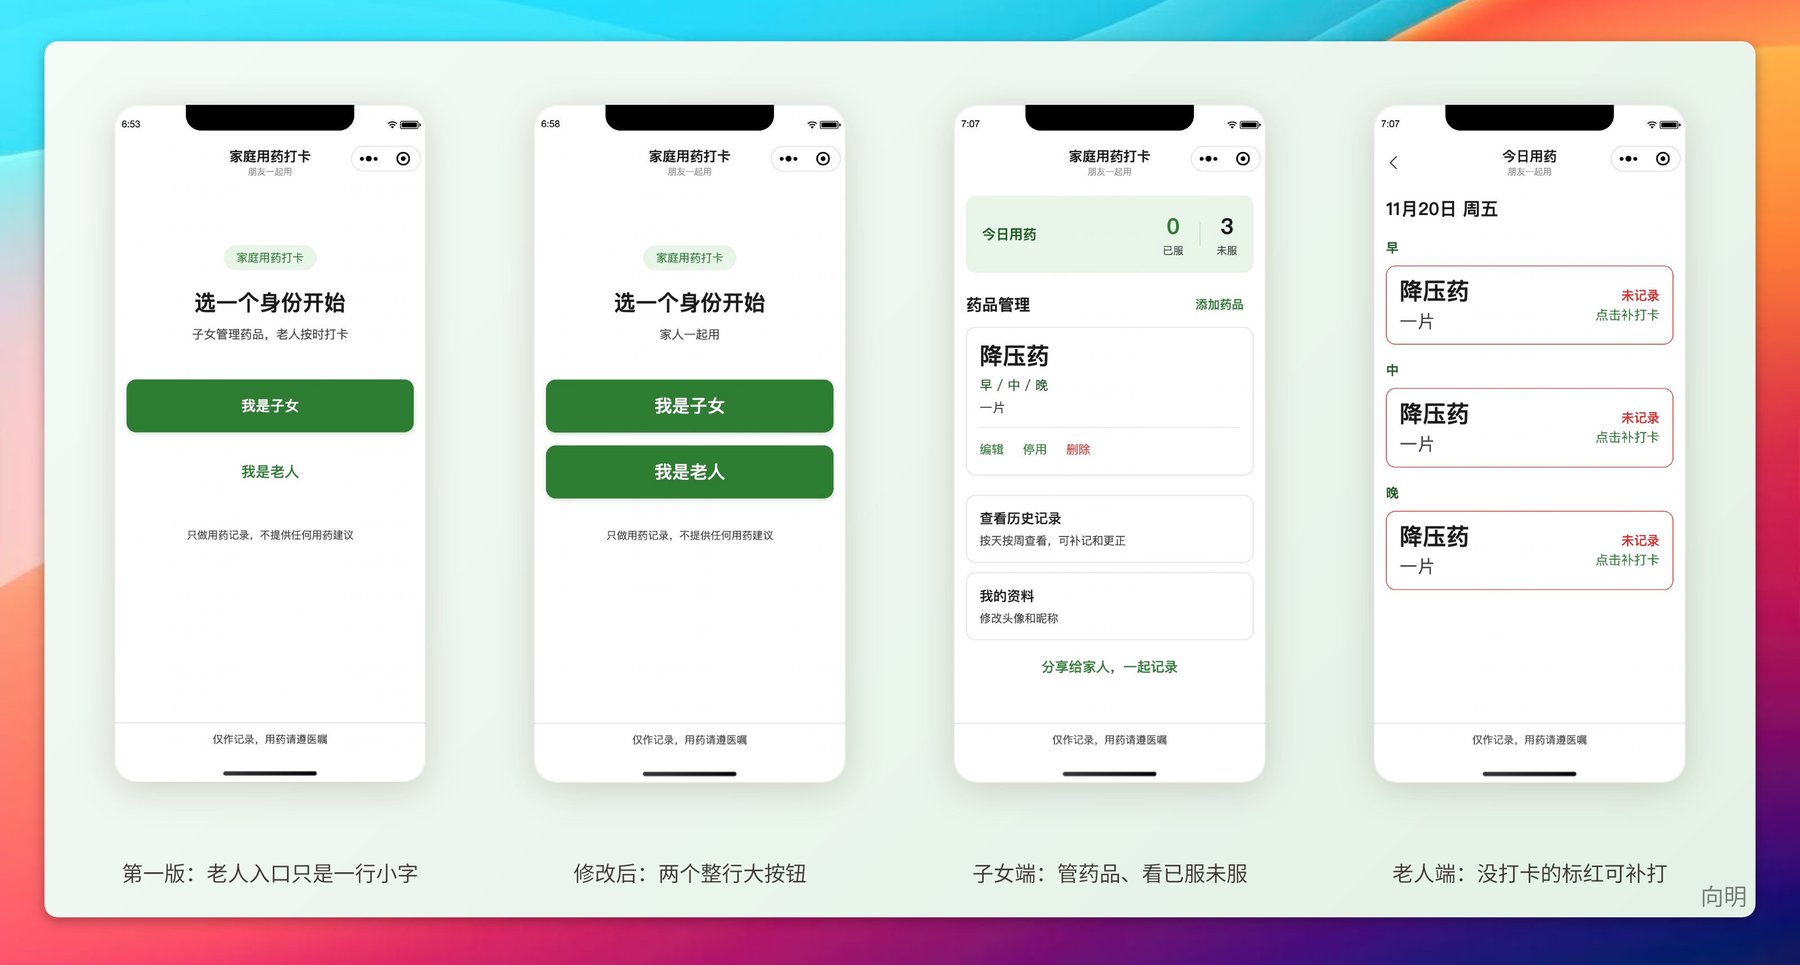 6:53
家庭用药打卡
朋友一起用
家庭用药打卡
选一个身份开始
子女管理药品，老人按时打卡
我是子女
我是老人
只做用药记录，不提供任何用药建议
仅作记录，用药请遵医嘱
第一版：老人入口只是一行小字
6:58
家庭用药打卡
朋友一起用
家庭用药打卡
选一个身份开始
家人一起用
我是子女
我是老人
只做用药记录，不提供任何用药建议
仅作记录，用药请遵医嘱
修改后：两个整行大按钮
7:07
家庭用药打卡
朋友一起用
今日用药
0
已服
3
未服
药品管理
添加药品
降压药
早 / 中 / 晚
一片
编辑 停用 删除
查看历史记录
按天按周查看，可补记和更正
我的资料
修改头像和昵称
分享给家人，一起记录
仅作记录，用药请遵医嘱
子女端：管药品、看已服未服
7:07
今日用药
朋友一起用
11月20日 周五
早
降压药
一片
未记录
点击补打卡
中
降压药
一片
未记录
点击补打卡
晚
降压药
一片
未记录
点击补打卡
仅作记录，用药请遵医嘱
老人端：没打卡的标红可补打
向明